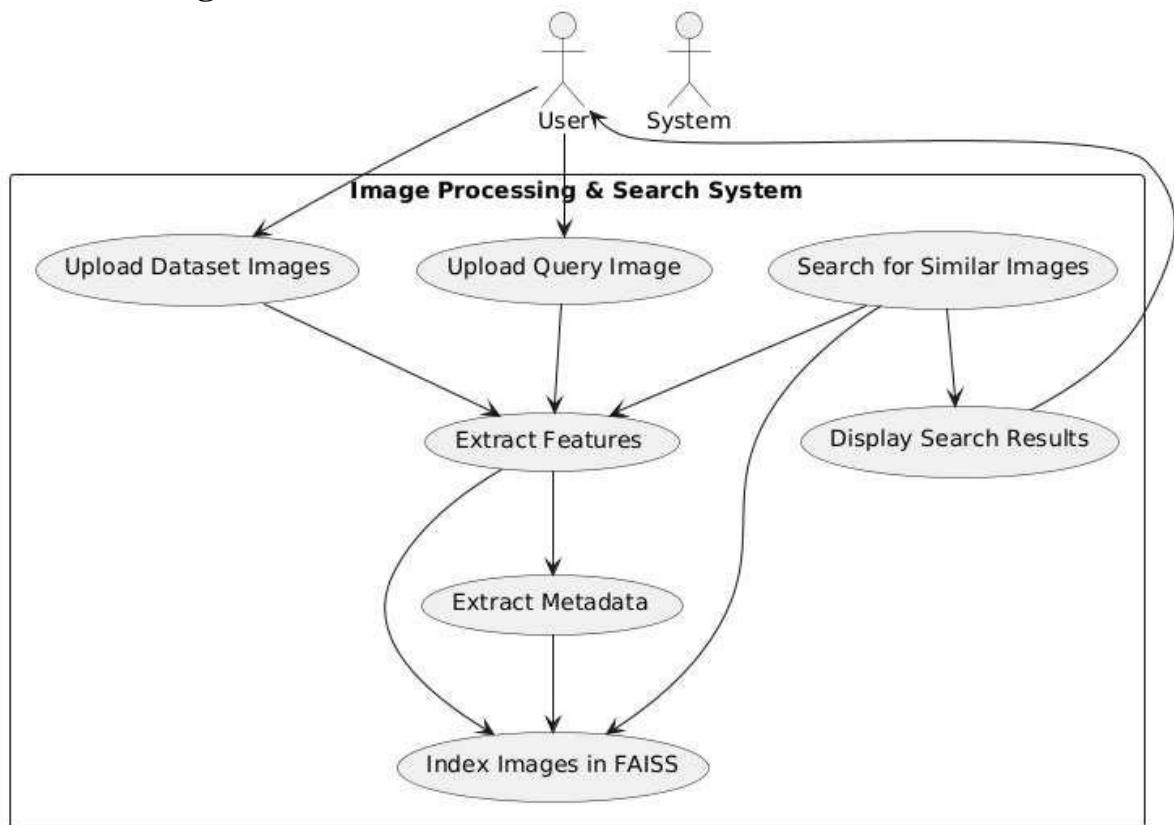 User
System
Image Processing & Search System
Upload Dataset Images
Upload Query Image
Search for Similar Images
Extract Features
Display Search Results
Extract Metadata
Index Images in FAISS